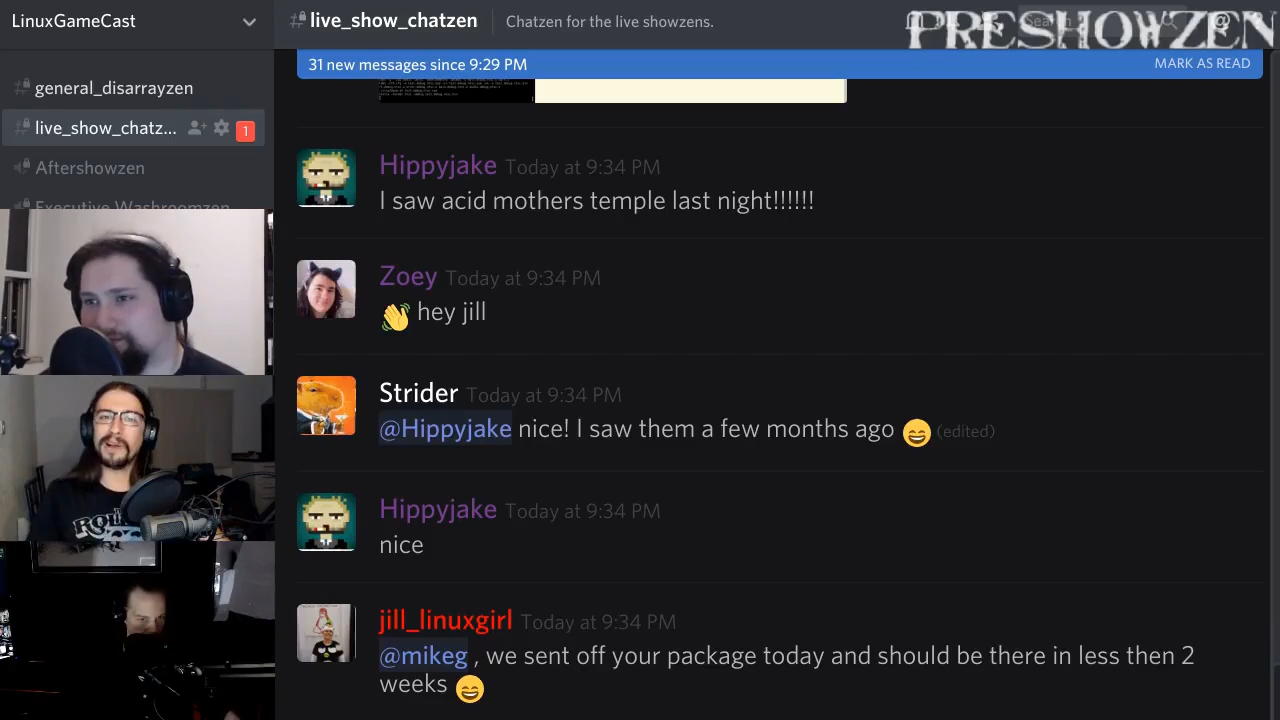 LinuxGameCast
live_show_chatzen
Chatzen for the live showzens.
Search
PRESHOWZEN
31 new messages since 9:29 PM
MARK AS READ
general_disarrayzen
live_show_chatz...
1
Aftershowzen
Executive Washroomzen
Hippyjake Today at 9:34 PM
I saw acid mothers temple last night!!!!!!
Zoey Today at 9:34 PM
👋 hey jill
Strider Today at 9:34 PM
@Hippyjake nice! I saw them a few months ago 😄 (edited)
Hippyjake Today at 9:34 PM
nice
jill_linuxgirl Today at 9:34 PM
@mikeg , we sent off your package today and should be there in less then 2
weeks 😄